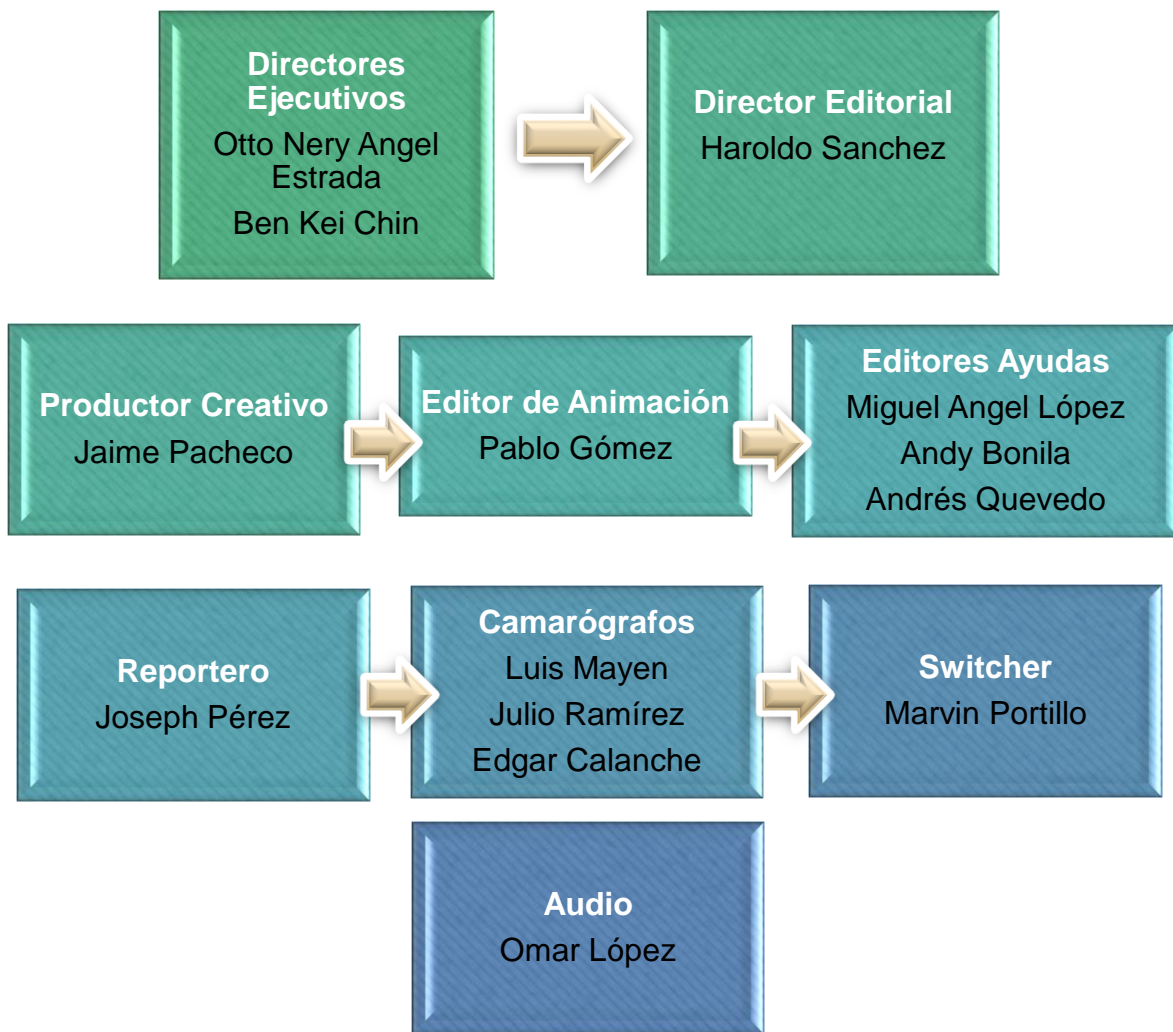 Directores
Ejecutivos
Otto Nery Angel
Estrada
Ben Kei Chin
Director Editorial
Haroldo Sanchez
Productor Creativo
Jaime Pacheco
Editor de Animación
Pablo Gómez
Editores Ayudas
Miguel Angel López
Andy Bonila
Andrés Quevedo
Reportero
Joseph Pérez
Camarógrafos
Luis Mayen
Julio Ramírez
Edgar Calanche
Switcher
Marvin Portillo
Audio
Omar López